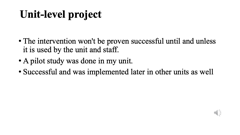 Unit-level project
• The intervention won't be proven successful until and unless
it is used by the unit and staff.
• A pilot study was done in my unit.
• Successful and was implemented later in other units as well